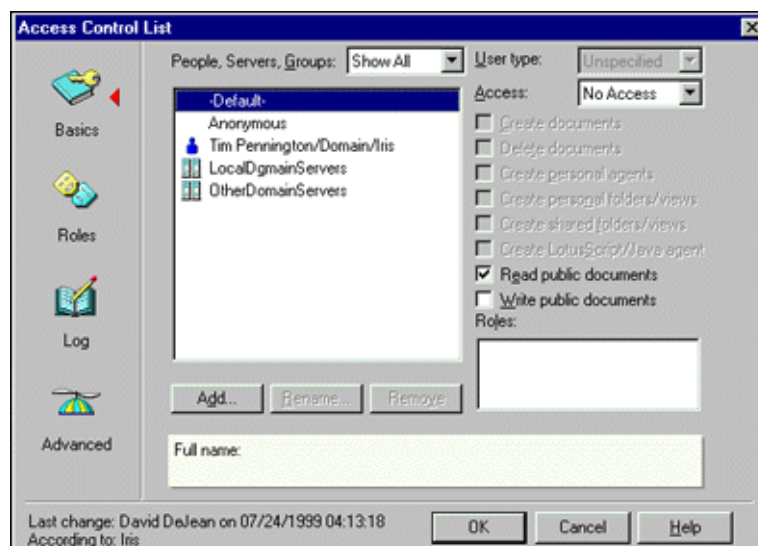 Access Control List
People, Servers, Groups: Show All
User type: Unspecified
Access: No Access
Basics
Roles
Log
Advanced
-Default-
Anonymous
Tim Pennington/Domain/Iris
LocalDomainServers
OtherDomainServers
Create documents
Delete documents
Create personal agents
Create personal folders/views
Create shared folders/views
Create LotusScript/Java agent
Read public documents
Write public documents
Roles:
Add... Rename... Remove
Full name:
Last change: David DeJean on 07/24/1999 04:13:18
According to: Iris
OK Cancel Help